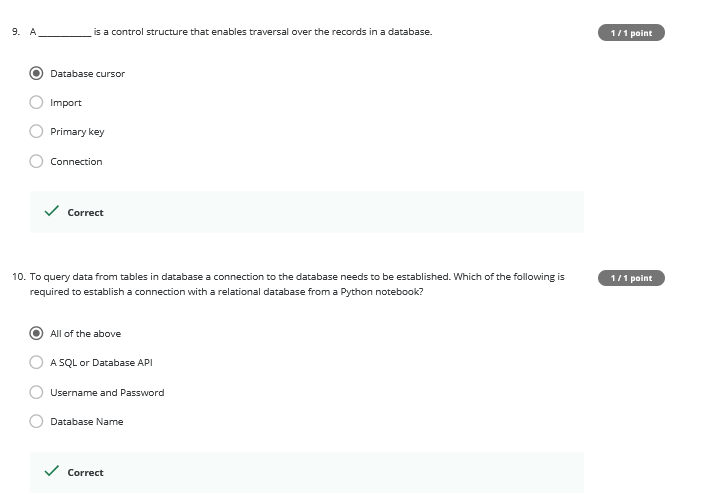 9. A __________ is a control structure that enables traversal over the records in a database.
1 / 1 point
Database cursor
Import
Primary key
Connection
Correct
10. To query data from tables in database a connection to the database needs to be established. Which of the following is
required to establish a connection with a relational database from a Python notebook?
1 / 1 point
All of the above
A SQL or Database API
Username and Password
Database Name
Correct